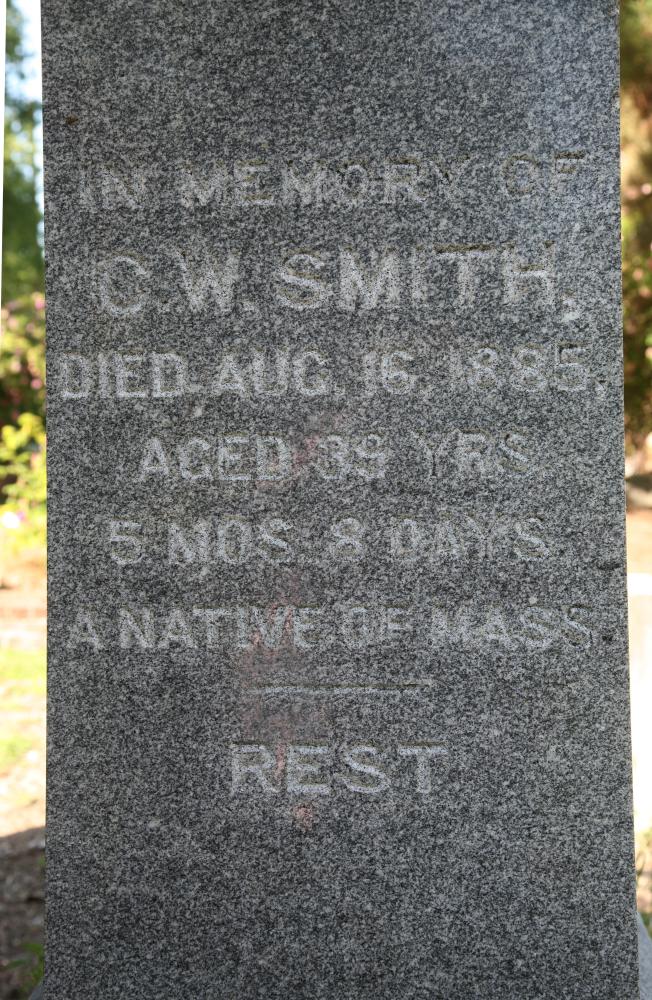 IN MEMORY OF
C.W. SMITH,
DIED AUG. 16, 1885,
AGED 39 YRS.
5 MOS. 8 DAYS.
A NATIVE OF MASS.
REST